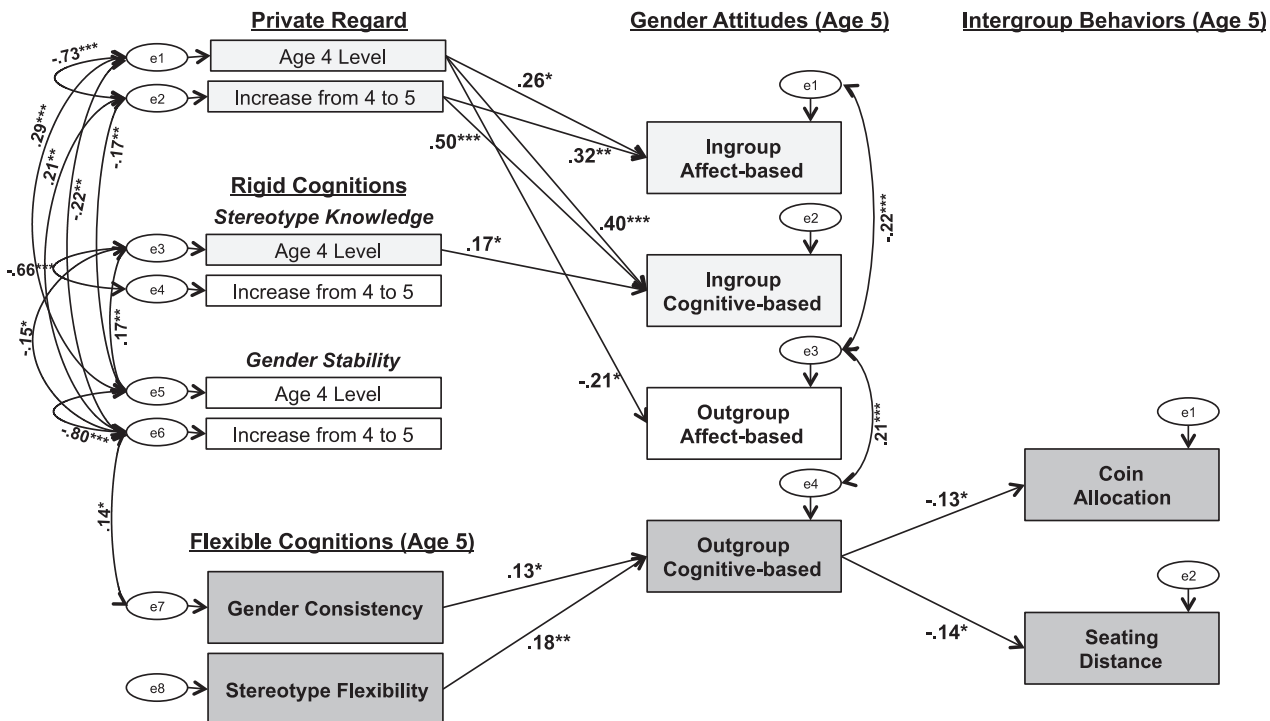 Private Regard
Gender Attitudes (Age 5)
Intergroup Behaviors (Age 5)
e1
Age 4 Level
-.73***
e2
Increase from 4 to 5
.29***
.21**
-.22**
-.17**
.26*
.32**
.50***
.40***
-.21*
e1
Ingroup
Affect-based
-.22***
Rigid Cognitions
Stereotype Knowledge
e3
Age 4 Level
.17*
-.66***
e4
Increase from 4 to 5
-.15*
.17**
e2
Ingroup
Cognitive-based
Gender Stability
e5
Age 4 Level
e6
Increase from 4 to 5
-.80***
.14*
e3
Outgroup
Affect-based
.21***
e4
Outgroup
Cognitive-based
Flexible Cognitions (Age 5)
e7
Gender Consistency
.13*
e8
Stereotype Flexibility
.18**
-.13*
-.14*
e1
Coin
Allocation
e2
Seating
Distance